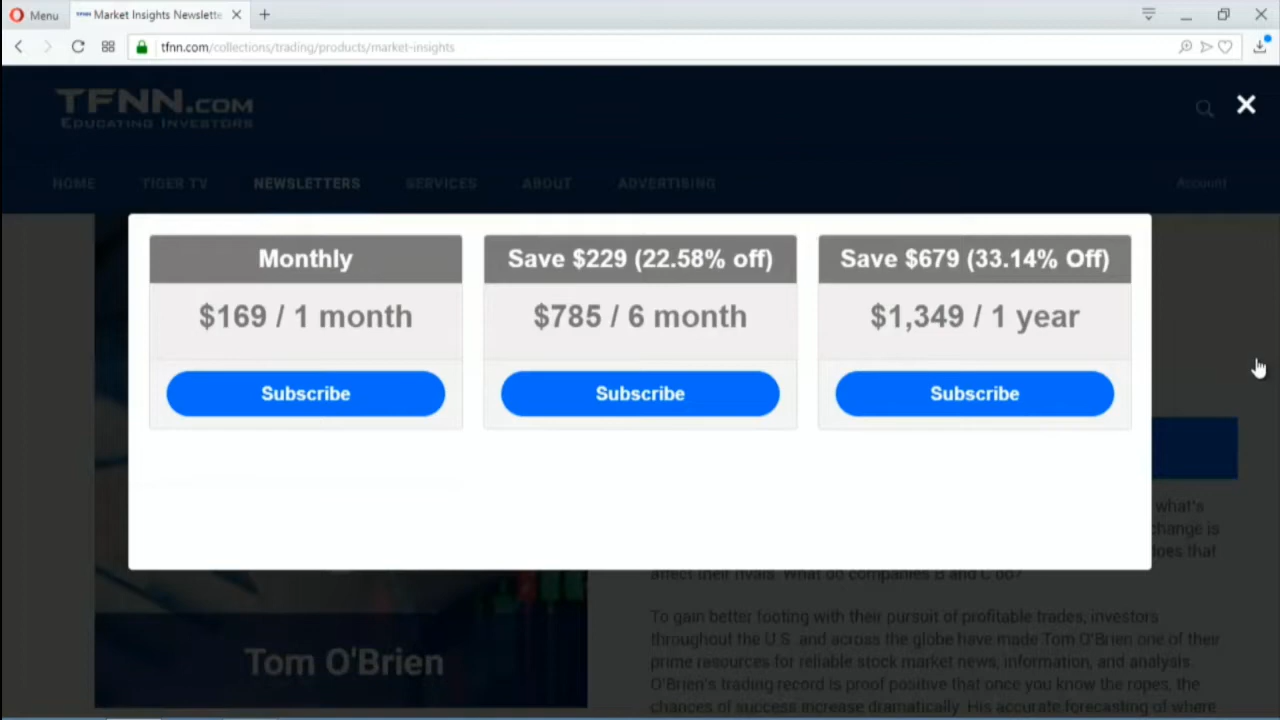 Menu
TFNN Market Insights Newslette
tfnn.com/collections/trading/products/market-insights
TFNN.COM
EDUCATING INVESTORS
HOME TIGER TV NEWSLETTERS SERVICES ABOUT ADVERTISING
Account
Monthly
$169 / 1 month
Subscribe
Save $229 (22.58% off)
$785 / 6 month
Subscribe
Save $679 (33.14% Off)
$1,349 / 1 year
Subscribe
what's
change is
does that
affect their rivals. What do companies B and C do?
To gain better footing with their pursuit of profitable trades, investors
throughout the U.S. and across the globe have made Tom O'Brien one of their
prime resources for reliable stock market news, information, and analysis.
O'Brien's trading record is proof positive that once you know the ropes, the
chances of success increase dramatically. His accurate forecasting of where
Tom O'Brien